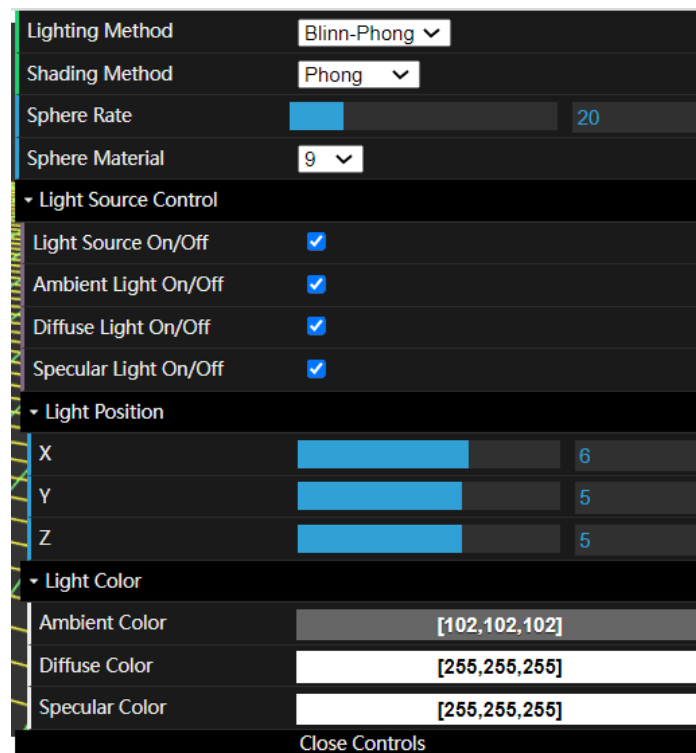 Lighting Method Blinn-Phong
Shading Method Phong
Sphere Rate 20
Sphere Material 9
Light Source Control
Light Source On/Off
Ambient Light On/Off
Diffuse Light On/Off
Specular Light On/Off
Light Position
X 6
Y 5
Z 5
Light Color
Ambient Color [102,102,102]
Diffuse Color [255,255,255]
Specular Color [255,255,255]
Close Controls